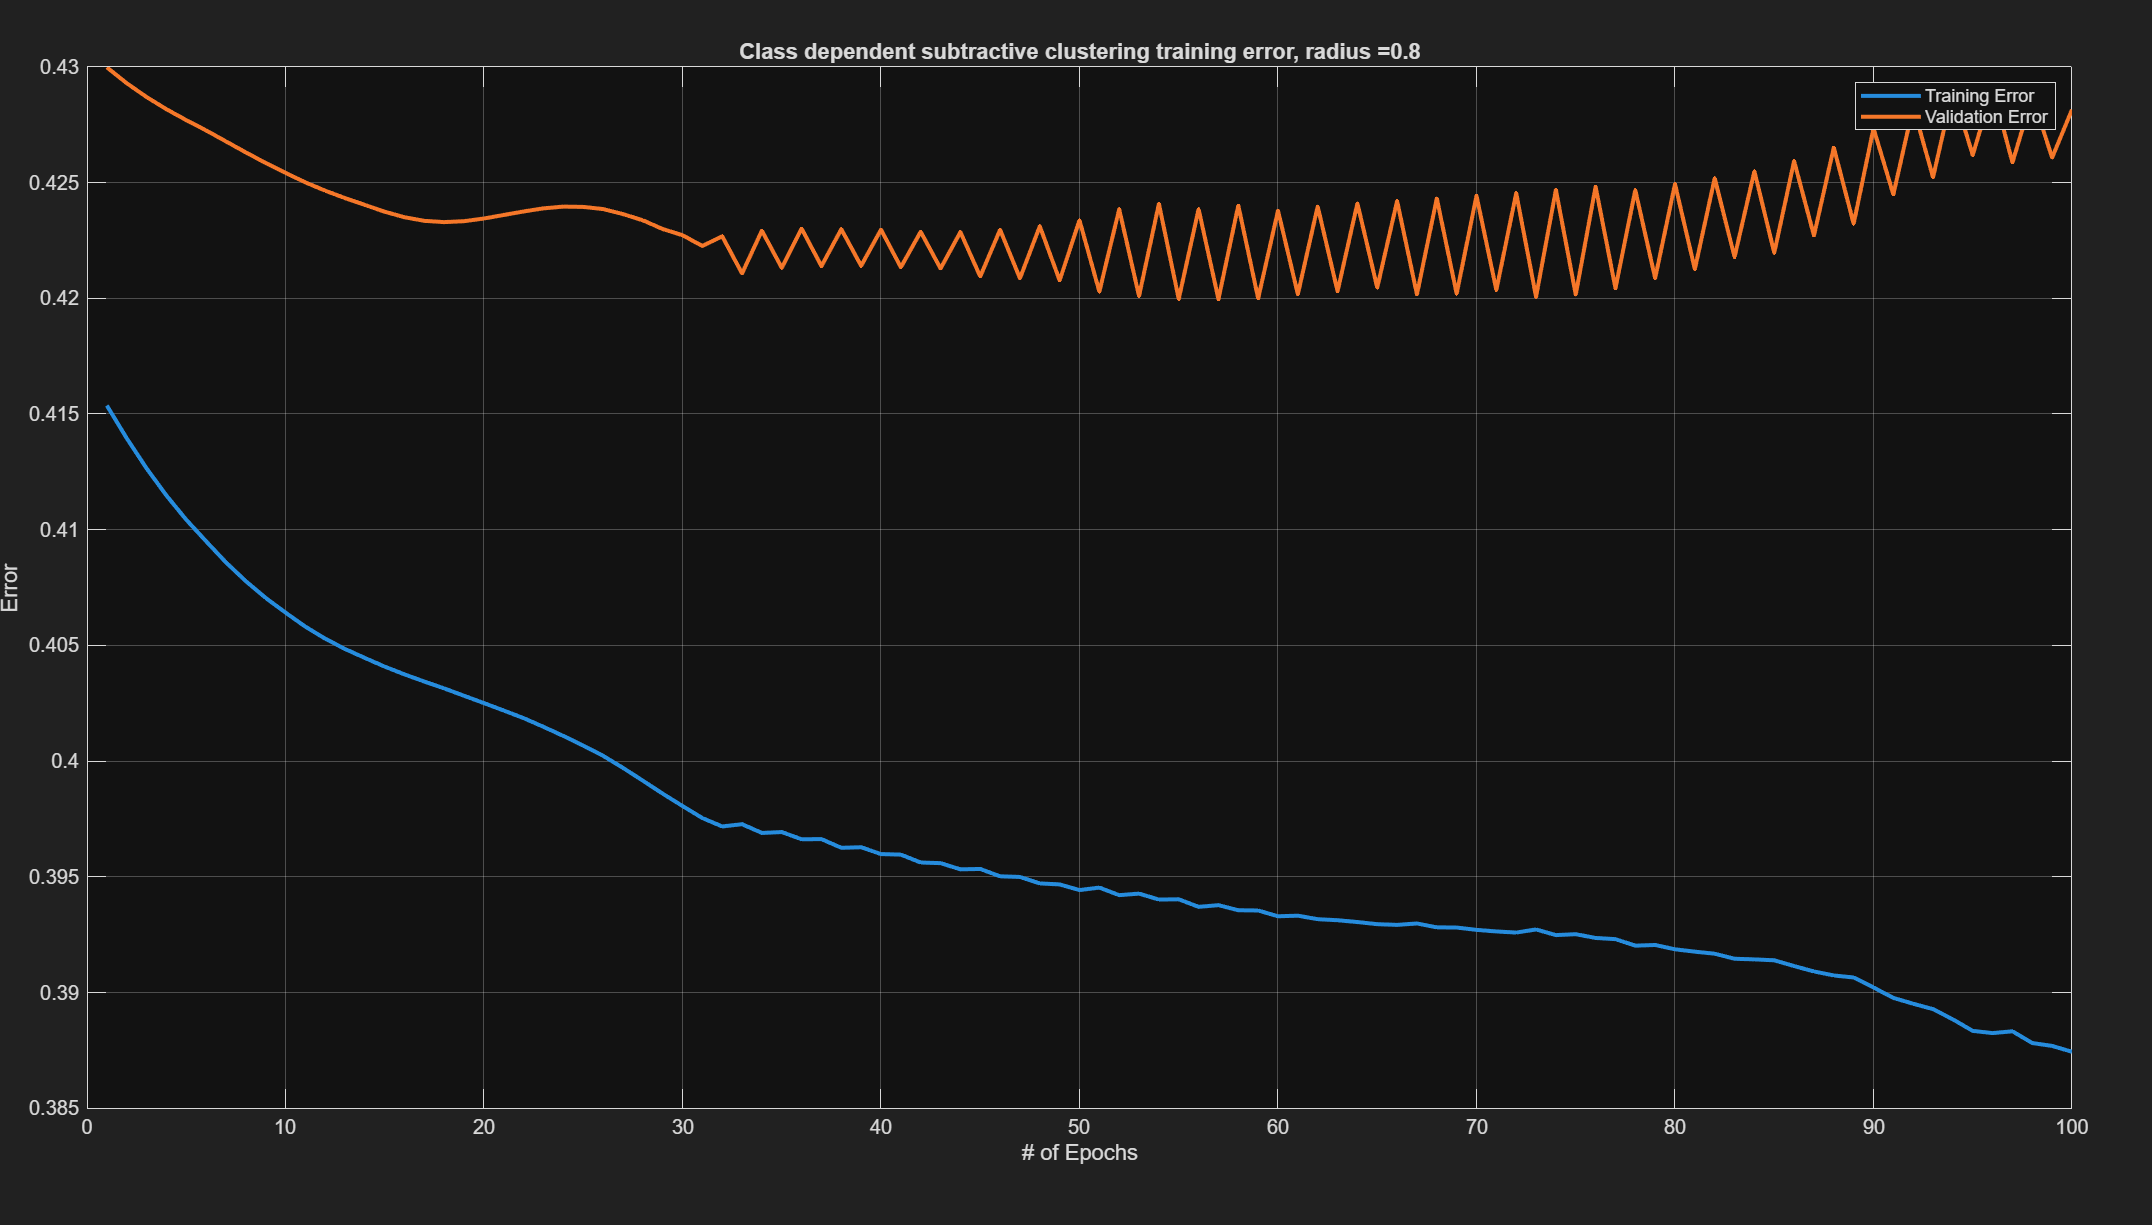 Class dependent subtractive clustering training error, radius =0.8
Training Error
Validation Error
0.43
0.425
0.42
0.415
0.41
0.405
0.4
0.395
0.39
0.385
Error
0 10 20 30 40 50 60 70 80 90 100
# of Epochs